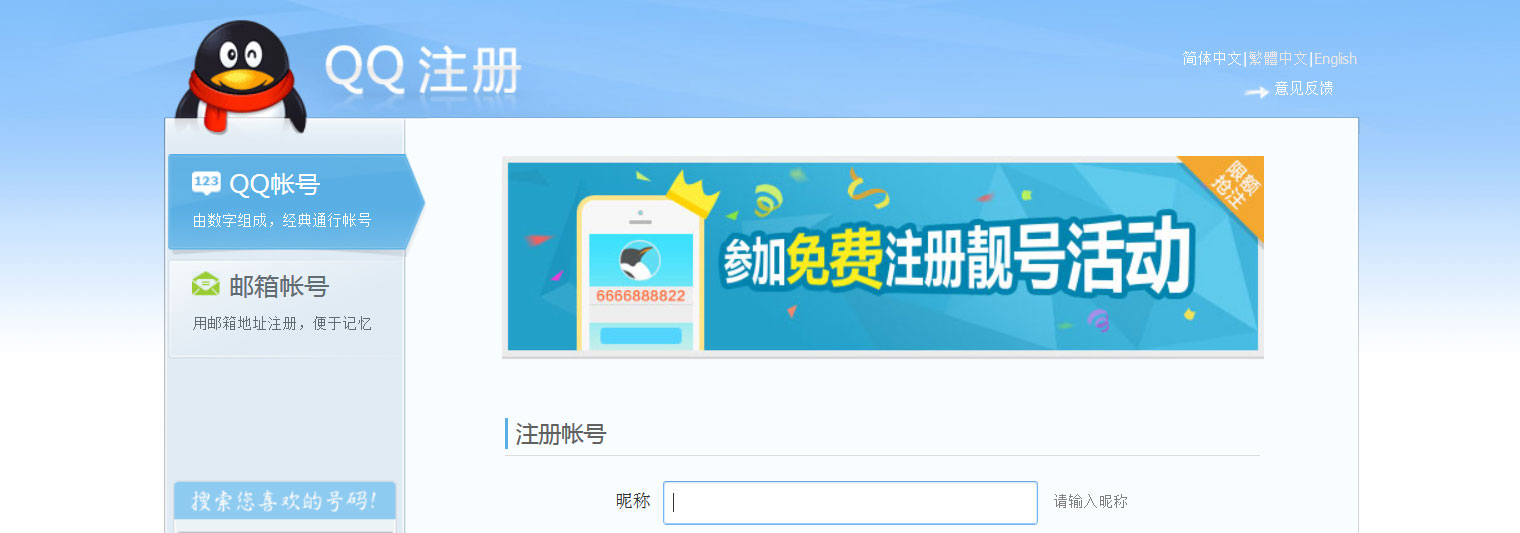 QQ 注册
简体中文|繁體中文|English
意见反馈
123
QQ帐号
由数字组成，经典通行帐号
邮箱帐号
用邮箱地址注册，便于记忆
搜索您喜欢的号码!
限额
抢注
6666888822
参加免费注册靓号活动
注册帐号
昵称
请输入昵称